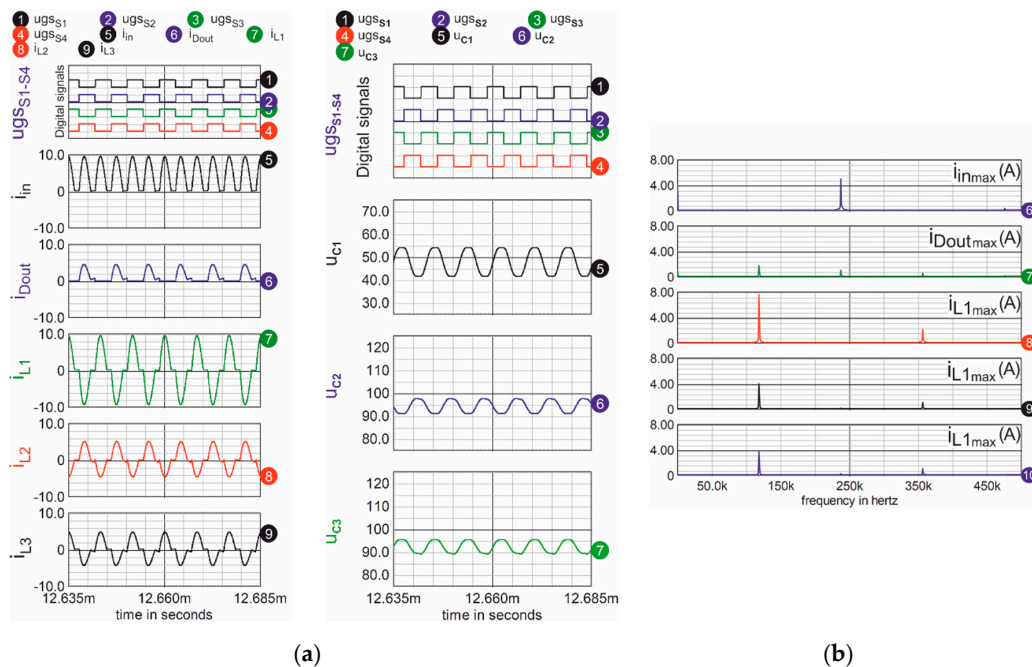 1 ugsS1 2 ugsS2 3 ugsS3
4 ugsS4 5 iin 6 iDout 7 iL1
8 iL2 9 iL3
ugsS1-S4
Digital signals
1
2
3
4
10.0
0
-10.0
iin
5
10.0
0
-10.0
iDout
6
10.0
0
-10.0
iL1
7
10.0
0
-10.0
iL2
8
10.0
0
-10.0
iL3
9
12.635m 12.660m 12.685m
time in seconds
1 ugsS1 2 ugsS2 3 ugsS3
4 ugsS4 5 uC1 6 uC2
7 uC3
ugsS1-S4
Digital signals
1
2
3
4
70.0
60.0
50.0
40.0
30.0
uC1
5
120
110
100
90.0
80.0
uC2
6
120
110
100
90.0
80.0
uC3
7
12.635m 12.660m 12.685m
time in seconds
8.00
4.00
0
iinmax(A)
6
8.00
4.00
0
iDoutmax(A)
7
8.00
4.00
0
iL1max(A)
8
8.00
4.00
0
iL1max(A)
9
8.00
4.00
0
iL1max(A)
10
50.0k 150k 250k 350k 450k
frequency in hertz
(a) (b)